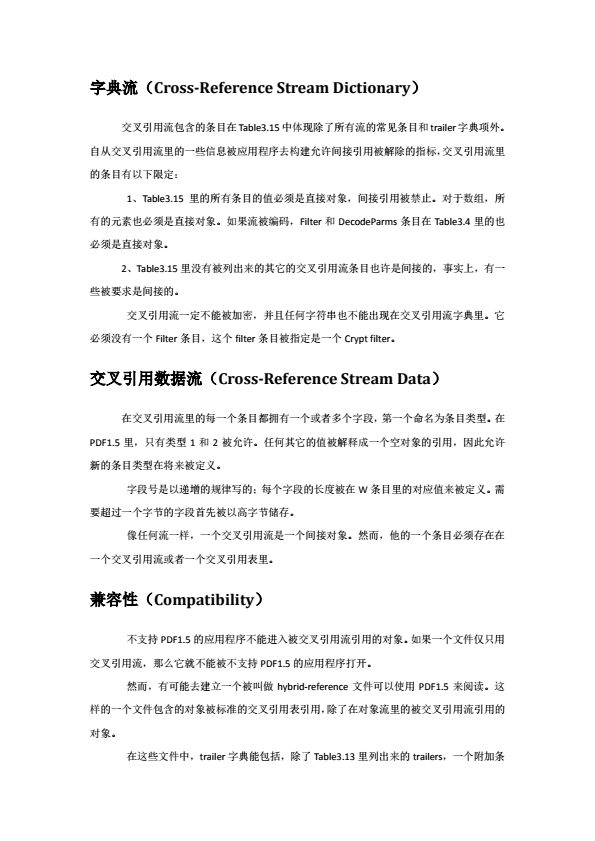 字典流（Cross-Reference Stream Dictionary）
交叉引用流包含的条目在 Table3.15 中体现除了所有流的常见条目和 trailer 字典项外。
自从交叉引用流里的一些信息被应用程序去构建允许间接引用被解除的指标，交叉引用流里
的条目有以下限定：
1、Table3.15 里的所有条目的值必须是直接对象，间接引用被禁止。对于数组，所
有的元素也必须是直接对象。如果流被编码，Filter 和 DecodeParms 条目在 Table3.4 里的也
必须是直接对象。
2、Table3.15 里没有被列出来的其它的交叉引用流条目也许是间接的，事实上，有一
些被要求是间接的。
交叉引用流一定不能被加密，并且任何字符串也不能出现在交叉引用流字典里。它
必须没有一个 Filter 条目，这个 filter 条目被指定是一个 Crypt filter。
交叉引用数据流（Cross-Reference Stream Data）
在交叉引用流里的每一个条目都拥有一个或者多个字段，第一个命名为条目类型。在
PDF1.5 里，只有类型 1 和 2 被允许。任何其它的值被解释成一个空对象的引用，因此允许
新的条目类型在将来被定义。
字段号是以递增的规律写的；每个字段的长度被在 W 条目里的对应值来被定义。需
要超过一个字节的字段首先被以高字节储存。
像任何流一样，一个交叉引用流是一个间接对象。然而，他的一个条目必须存在在
一个交叉引用流或者一个交叉引用表里。
兼容性（Compatibility）
不支持 PDF1.5 的应用程序不能进入被交叉引用流引用的对象。如果一个文件仅只用
交叉引用流，那么它就不能被不支持 PDF1.5 的应用程序打开。
然而，有可能去建立一个被叫做 hybrid-reference 文件可以使用 PDF1.5 来阅读。这
样的一个文件包含的对象被标准的交叉引用表引用，除了在对象流里的被交叉引用流引用的
对象。
在这些文件中，trailer 字典能包括，除了 Table3.13 里列出来的 trailers，一个附加条